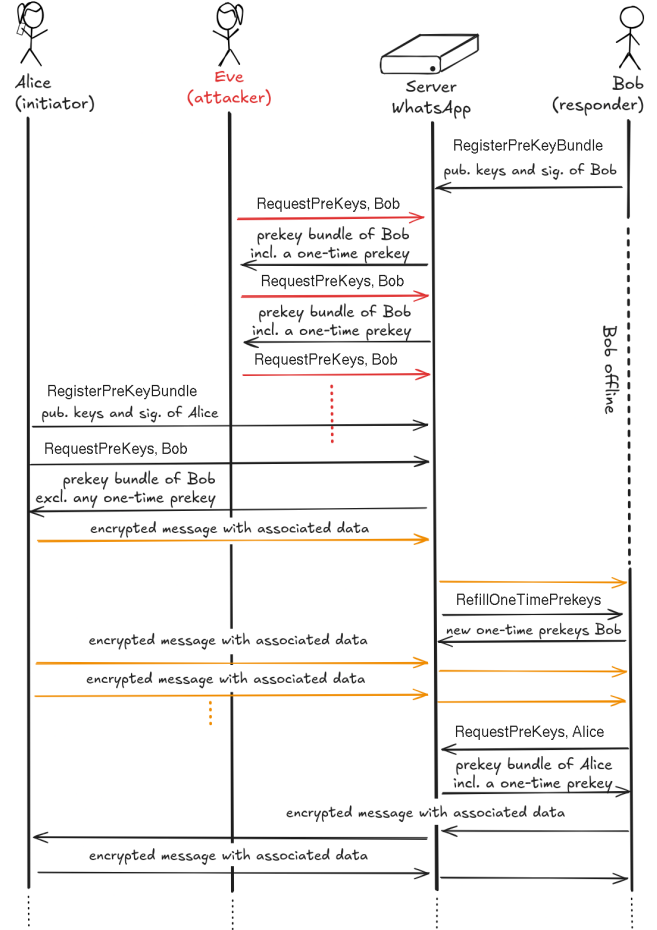 Alice
(initiator)
Eve
(attacker)
Server
WhatsApp
Bob
(responder)
RegisterPreKeyBundle
pub. keys and sig. of Bob
RequestPreKeys, Bob
prekey bundle of Bob
incl. a one-time prekey
RequestPreKeys, Bob
prekey bundle of Bob
incl. a one-time prekey
RequestPreKeys, Bob
Bob offline
RegisterPreKeyBundle
pub. keys and sig. of Alice
RequestPreKeys, Bob
prekey bundle of Bob
excl. any one-time prekey
encrypted message with associated data
RefillOneTimePrekeys
new one-time prekeys Bob
encrypted message with associated data
encrypted message with associated data
RequestPreKeys, Alice
prekey bundle of Alice
incl. a one-time prekey
encrypted message with associated data
encrypted message with associated data